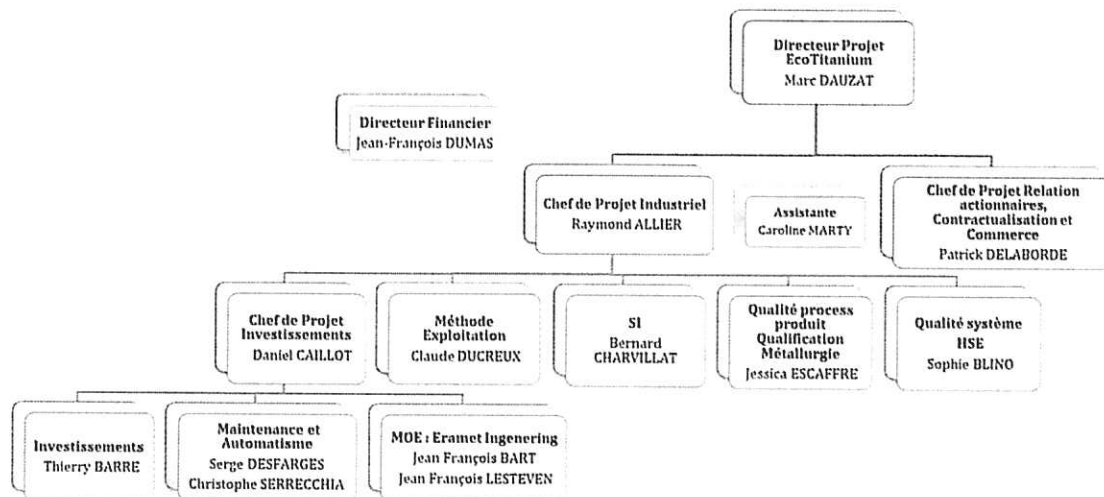 Directeur Projet
EcoTitanium
Marc DAUZAT
Directeur Financier
Jean-François DUMAS
Chef de Projet Industriel
Raymond ALLIER
Assistante
Caroline MARTY
Chef de Projet Relation
actionnaires,
Contractualisation et
Commerce
Patrick DELABORDE
Chef de Projet
Investissements
Daniel CAILLOT
Méthode
Exploitation
Claude DUCREUX
SI
Bernard
CHARVILLAT
Qualité process
produit
Qualification
Métallurgie
Jessica ESCAFFRE
Qualité système
HSE
Sophie BLINO
Investissements
Thierry BARRE
Maintenance et
Automatisme
Serge DESFARGES
Christophe SERRECCHIA
MOE : Eramet Ingenering
Jean François BART
Jean François LESTEVEN